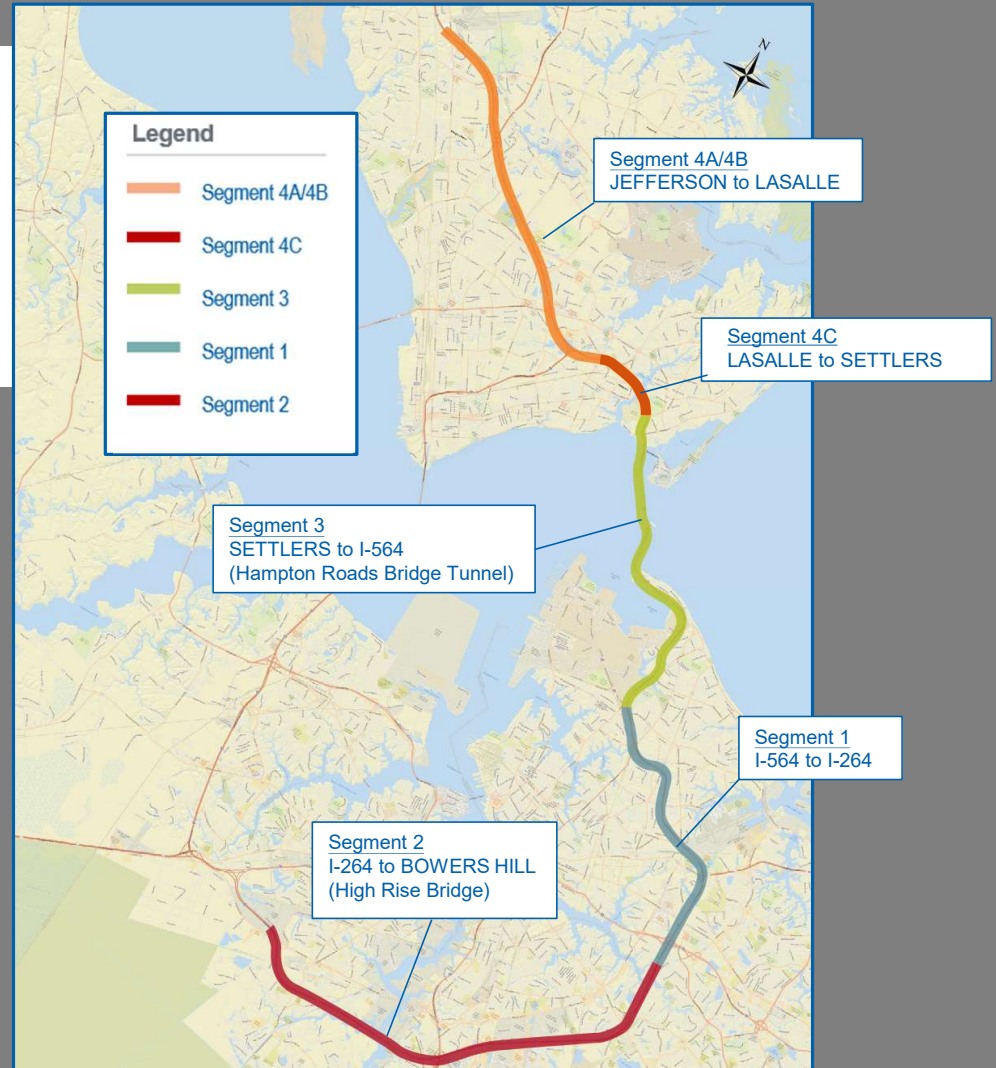 N
Legend
Segment 4A/4B
Segment 4C
Segment 3
Segment 1
Segment 2
Segment 4A/4B
JEFFERSON to LASALLE
Segment 4C
LASALLE to SETTLERS
Segment 3
SETTLERS to I-564
(Hampton Roads Bridge Tunnel)
Segment 1
I-564 to I-264
Segment 2
I-264 to BOWERS HILL
(High Rise Bridge)